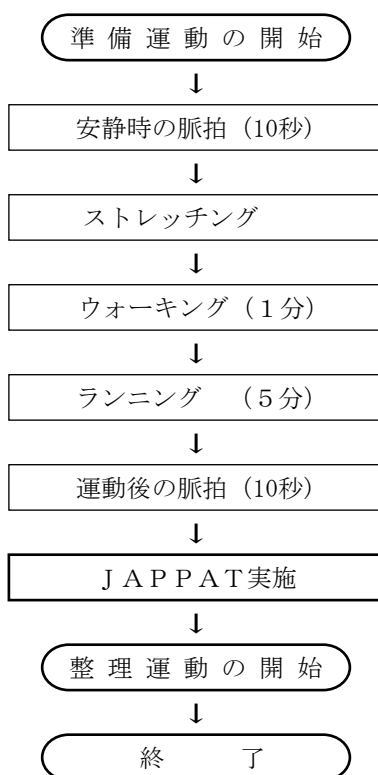 準備運動の開始
↓
安静時の脈拍（10秒）
↓
ストレッチング
↓
ウォーキング（１分）
↓
ランニング　（５分）
↓
運動後の脈拍（10秒）
↓
ＪＡＰＰＡＴ実施
↓
整理運動の開始
↓
終　　了